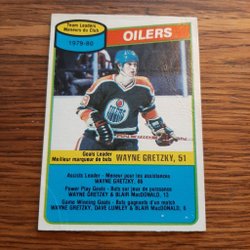 Team Leaders
Meneurs du Club
1979-80
OILERS
Goals Leader
Meilleur marqueur de buts
WAYNE GRETZKY, 51
Assists Leader - Meneur pour les assistances
WAYNE GRETZKY, 86
Power Play Goals - Buts sur jeu de puissance
WAYNE GRETZKY & BLAIR MacDONALD, 13
Game Winning Goals - Buts gagnants d'un match
WAYNE GRETZKY, DAVE LUMLEY & BLAIR MacDONALD, 6